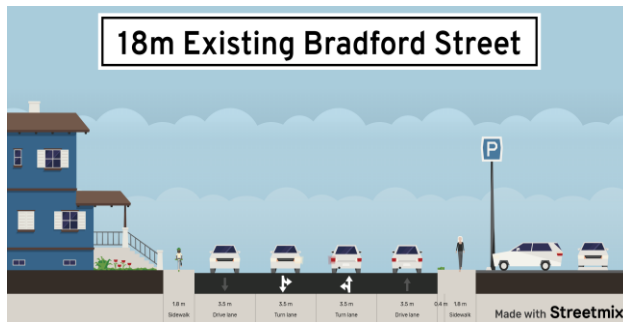 18m Existing Bradford Street
P
1.8 m
Sidewalk
3.5 m
Drive lane
3.5 m
Turn lane
3.5 m
Turn lane
3.5 m
Drive lane
0.4 m
1.8 m
Sidewalk
Made with Streetmix